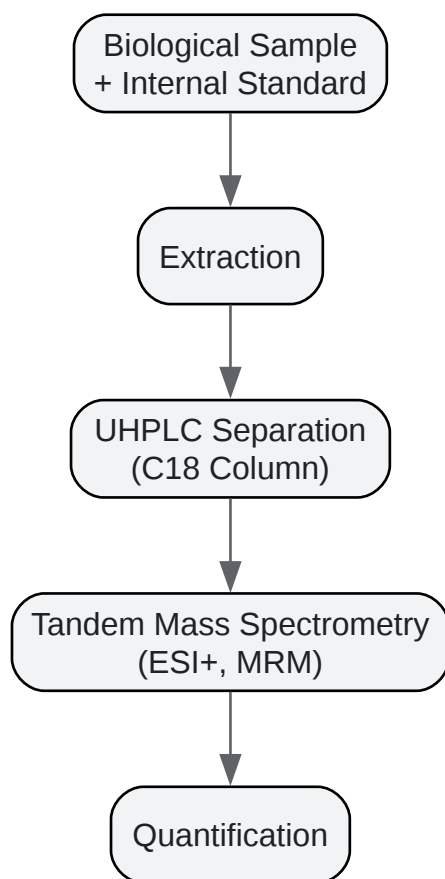 Biological Sample
+ Internal Standard
Extraction
UHPLC Separation
(C18 Column)
Tandem Mass Spectrometry
(ESI+, MRM)
Quantification